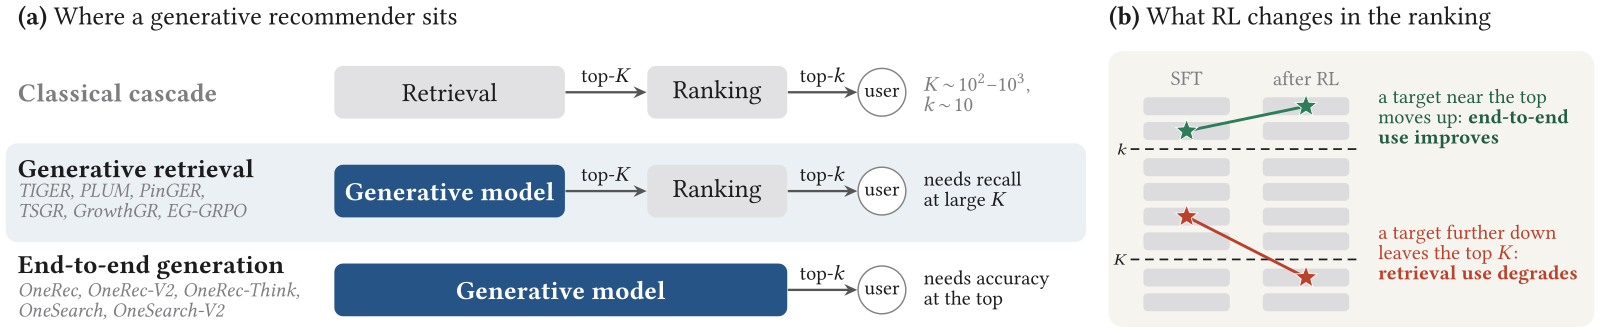 (a) Where a generative recommender sits
Classical cascade
Retrieval
top-K
Ranking
top-k
user
K ~ 10²–10³,
k ~ 10
Generative retrieval
TIGER, PLUM, PinGER,
TSGR, GrowthGR, EG-GRPO
Generative model
top-K
Ranking
top-k
user
needs recall
at large K
End-to-end generation
OneRec, OneRec-V2, OneRec-Think,
OneSearch, OneSearch-V2
Generative model
top-k
user
needs accuracy
at the top
(b) What RL changes in the ranking
SFT
after RL
k
K
a target near the top
moves up: end-to-end
use improves
a target further down
leaves the top K:
retrieval use degrades